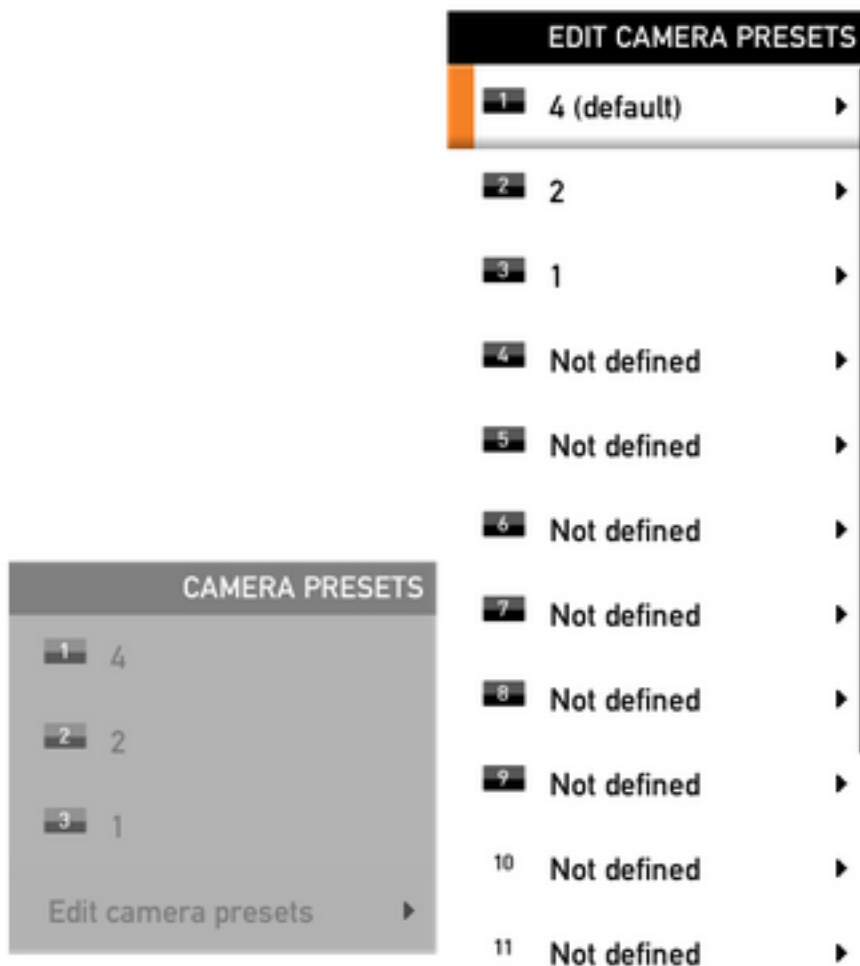 EDIT CAMERA PRESETS
1 4 (default)
2 2
3 1
4 Not defined
5 Not defined
6 Not defined
7 Not defined
8 Not defined
9 Not defined
10 Not defined
11 Not defined
CAMERA PRESETS
1 4
2 2
3 1
Edit camera presets